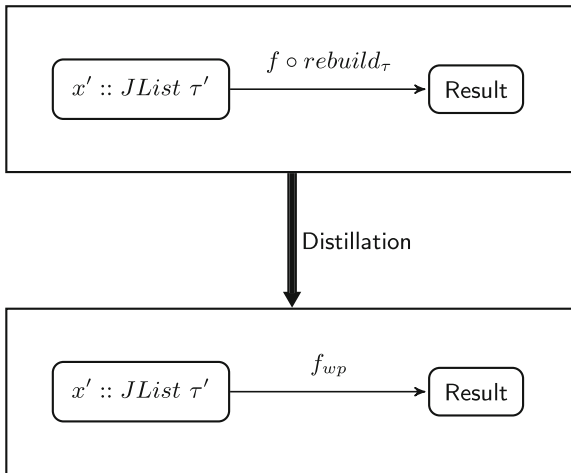 x′ :: JList τ′
f ∘ rebuild_τ
Result
Distillation
x′ :: JList τ′
f_wp
Result